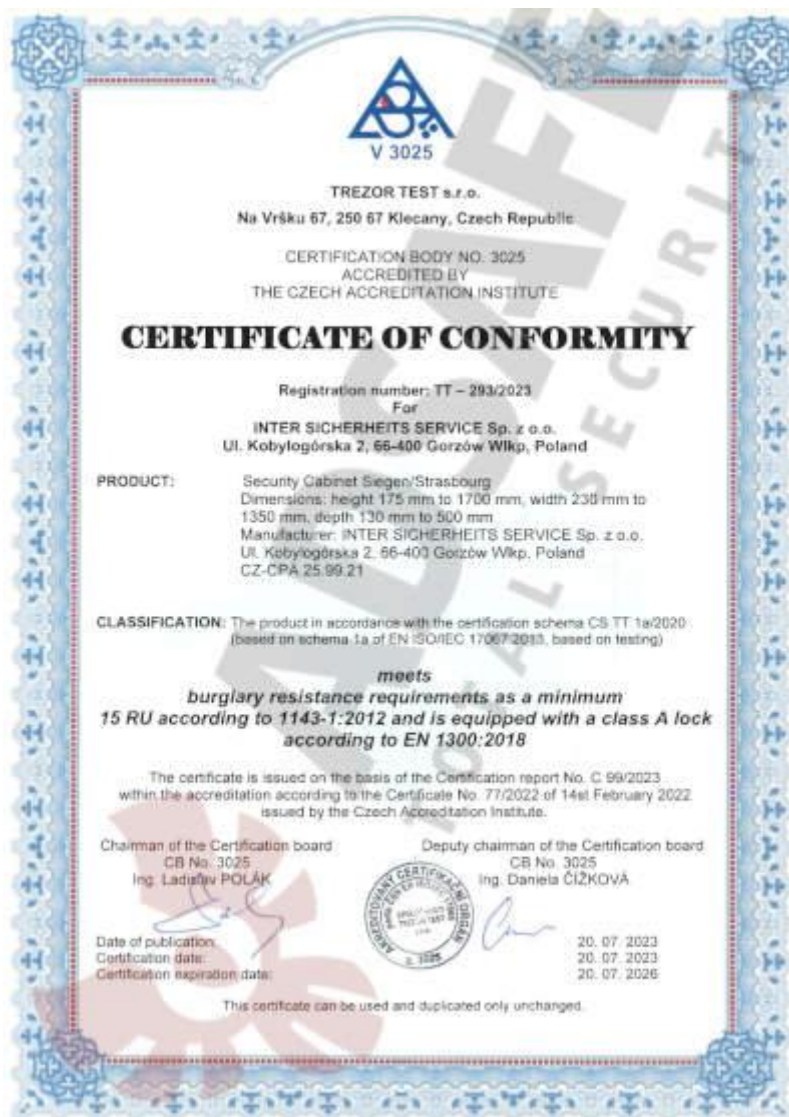 V 3025
TREZOR TEST s.r.o.
Na Vršku 67, 250 67 Klecany, Czech Republic
CERTIFICATION BODY NO. 3025
ACCREDITED BY
THE CZECH ACCREDITATION INSTITUTE
CERTIFICATE OF CONFORMITY
Registration number: TT – 293/2023
For
INTER SICHERHEITS SERVICE Sp. z o.o.
Ul. Kobylogórska 2, 66-400 Gorzów Wlkp, Poland
PRODUCT: Security Cabinet Siegen/Strasbourg
Dimensions: height 175 mm to 1700 mm, width 230 mm to
1350 mm, depth 130 mm to 500 mm
Manufacturer: INTER SICHERHEITS SERVICE Sp. z o.o.
Ul. Kobylogórska 2, 66-400 Gorzów Wlkp, Poland
CZ-CPA 25.99.21
CLASSIFICATION: The product in accordance with the certification schema CS TT 1a/2020
(based on schema 1a of EN ISO/IEC 17067:2013, based on testing)
meets
burglary resistance requirements as a minimum
15 RU according to 1143-1:2012 and is equipped with a class A lock
according to EN 1300:2018
The certificate is issued on the basis of the Certification report No. C 99/2023
within the accreditation according to the Certificate No. 77/2022 of 14st February 2022
issued by the Czech Accreditation Institute.
Chairman of the Certification board
CB No. 3025
Ing. Ladislav POLÁK
Deputy chairman of the Certification board
CB No. 3025
Ing. Daniela ČÍŽKOVÁ
AKREDITOVANÝ CERTIFIKAČNÍ ORGÁN
č. 3025
Date of publication: 20. 07. 2023
Certification date: 20. 07. 2023
Certification expiration date: 20. 07. 2026
This certificate can be used and duplicated only unchanged.
ADSAFE
TOTAL SECURITY